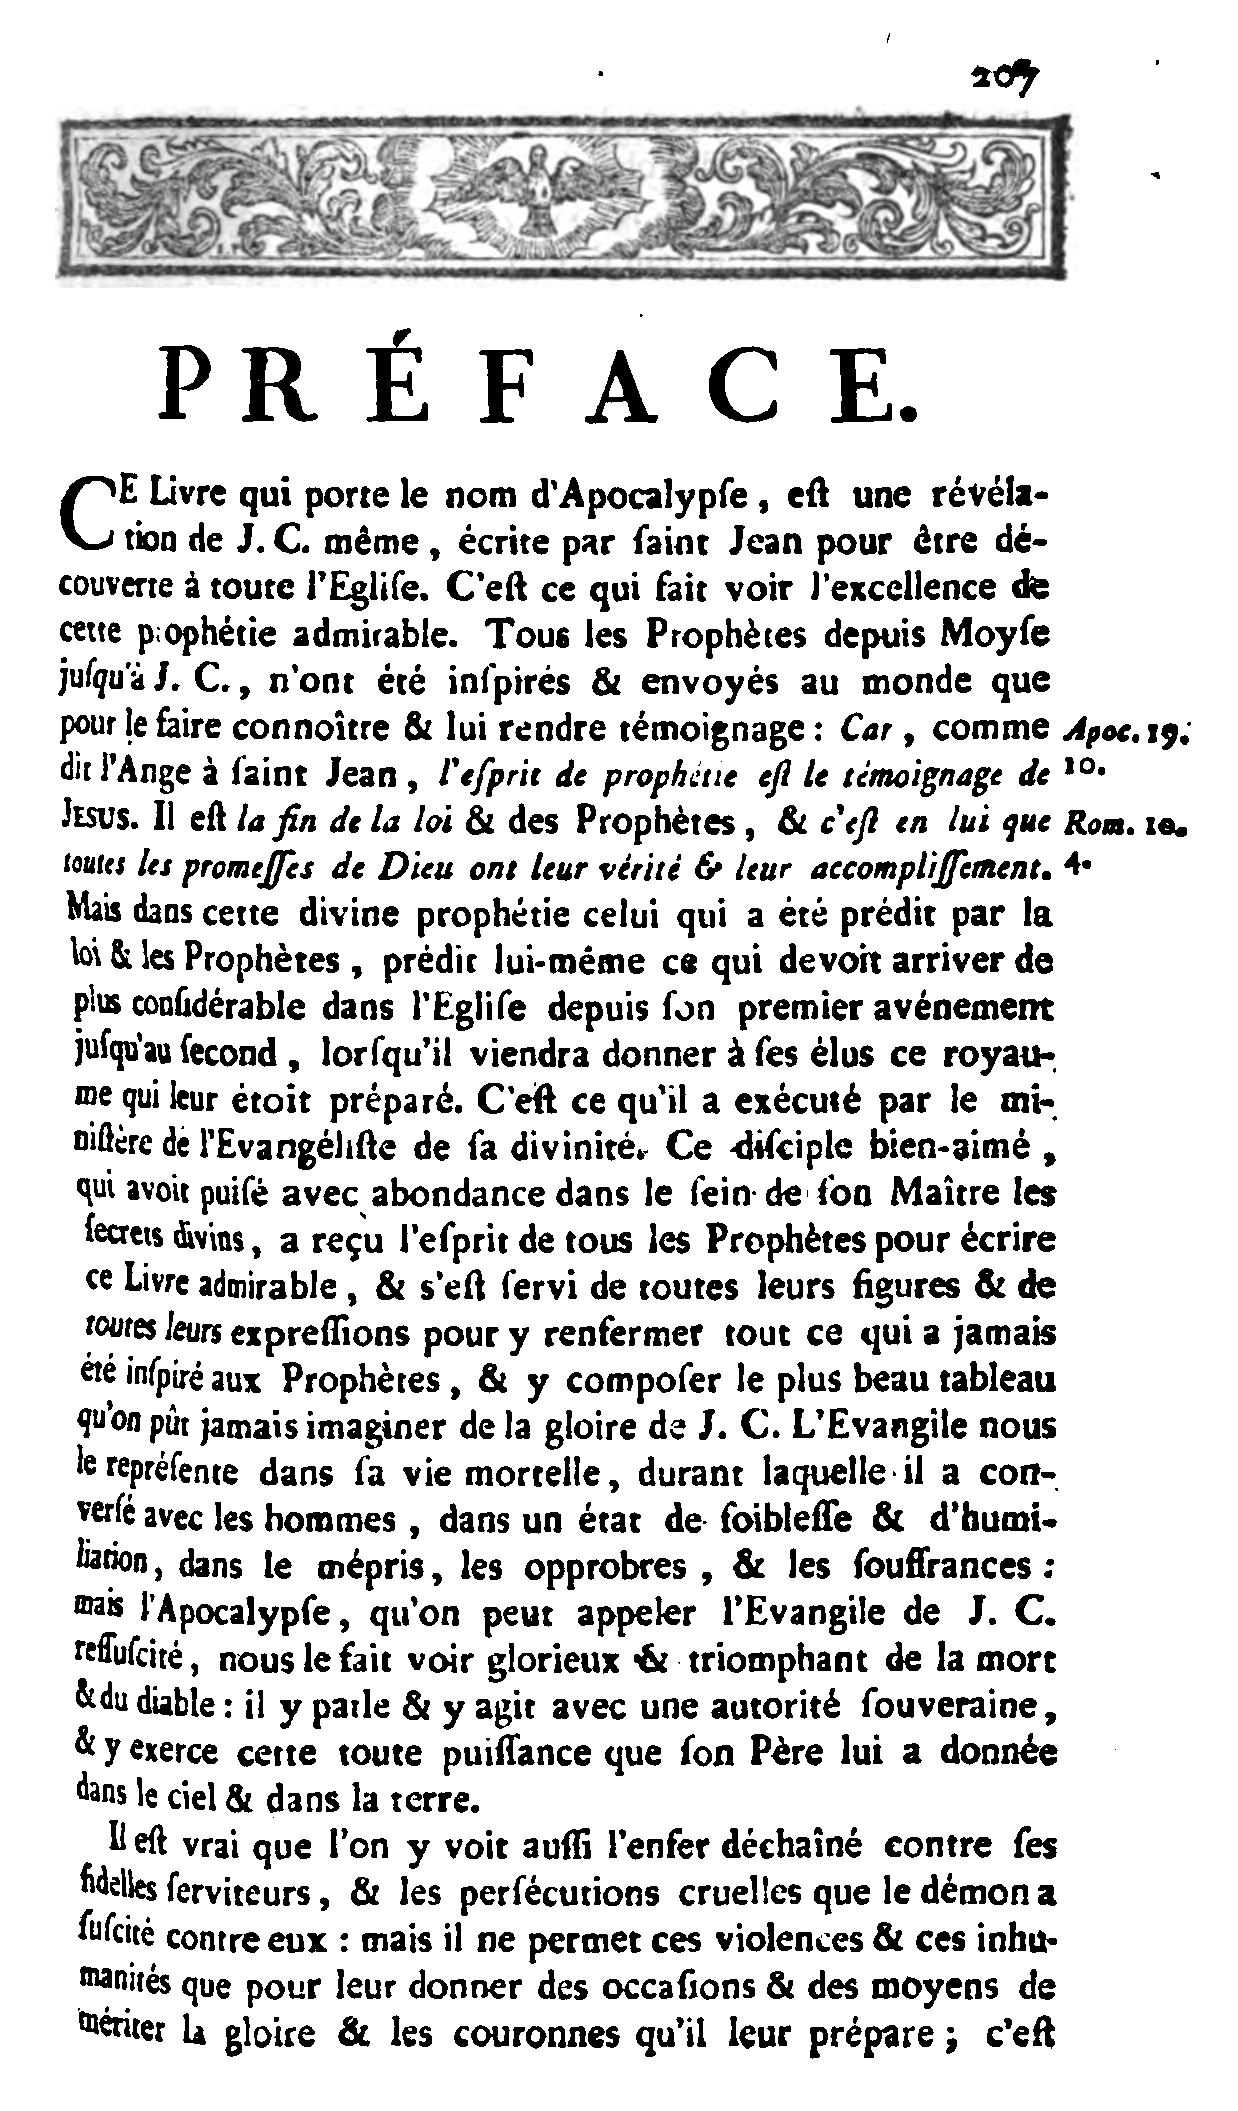 207
PRÉFACE.
CE Livre qui porte le nom d'Apocalypſe, eſt une révéla-
tion de J. C. même, écrite par ſaint Jean pour être dé-
couverte à toute l'Egliſe. C'eſt ce qui fait voir l'excellence de
cette prophétie admirable. Tous les Prophètes depuis Moyſe
juſqu'à J. C., n'ont été inſpirés & envoyés au monde que
pour le faire connoître & lui rendre témoignage : Car, comme Apoc. 19.
dit l'Ange à ſaint Jean, l'eſprit de prophétie eſt le témoignage de 10.
JESUS. Il eſt la fin de la loi & des Prophètes, & c'eſt en lui que Rom. 10.
toutes les promeſſes de Dieu ont leur vérité & leur accompliſſement. 4.
Mais dans cette divine prophétie celui qui a été prédit par la
loi & les Prophètes, prédit lui-même ce qui devoit arriver de
plus conſidérable dans l'Egliſe depuis ſon premier avénement
juſqu'au ſecond, lorſqu'il viendra donner à ſes élus ce royau-
me qui leur étoit préparé. C'eſt ce qu'il a exécuté par le mi-
niſtère de l'Evangéliſte de ſa divinité. Ce diſciple bien-aimé,
qui avoit puiſé avec abondance dans le ſein de ſon Maître les
ſecrets divins, a reçu l'eſprit de tous les Prophètes pour écrire
ce Livre admirable, & s'eſt ſervi de toutes leurs figures & de
toutes leurs expreſſions pour y renfermer tout ce qui a jamais
été inſpiré aux Prophètes, & y compoſer le plus beau tableau
qu'on pût jamais imaginer de la gloire de J. C. L'Evangile nous
le repréſente dans ſa vie mortelle, durant laquelle il a con-
verſé avec les hommes, dans un état de foibleſſe & d'humi-
liation, dans le mépris, les opprobres, & les ſouffrances :
mais l'Apocalypſe, qu'on peut appeler l'Evangile de J. C.
reſſuſcité, nous le fait voir glorieux & triomphant de la mort
& du diable : il y parle & y agit avec une autorité ſouveraine,
& y exerce cette toute puiſſance que ſon Père lui a donnée
dans le ciel & dans la terre.
Il eſt vrai que l'on y voit auſſi l'enfer déchaîné contre ſes
fidelles ſerviteurs, & les perſécutions cruelles que le démon a
ſuſcité contre eux : mais il ne permet ces violences & ces inhu-
manités que pour leur donner des occaſions & des moyens de
mériter la gloire & les couronnes qu'il leur prépare ; c'eſt